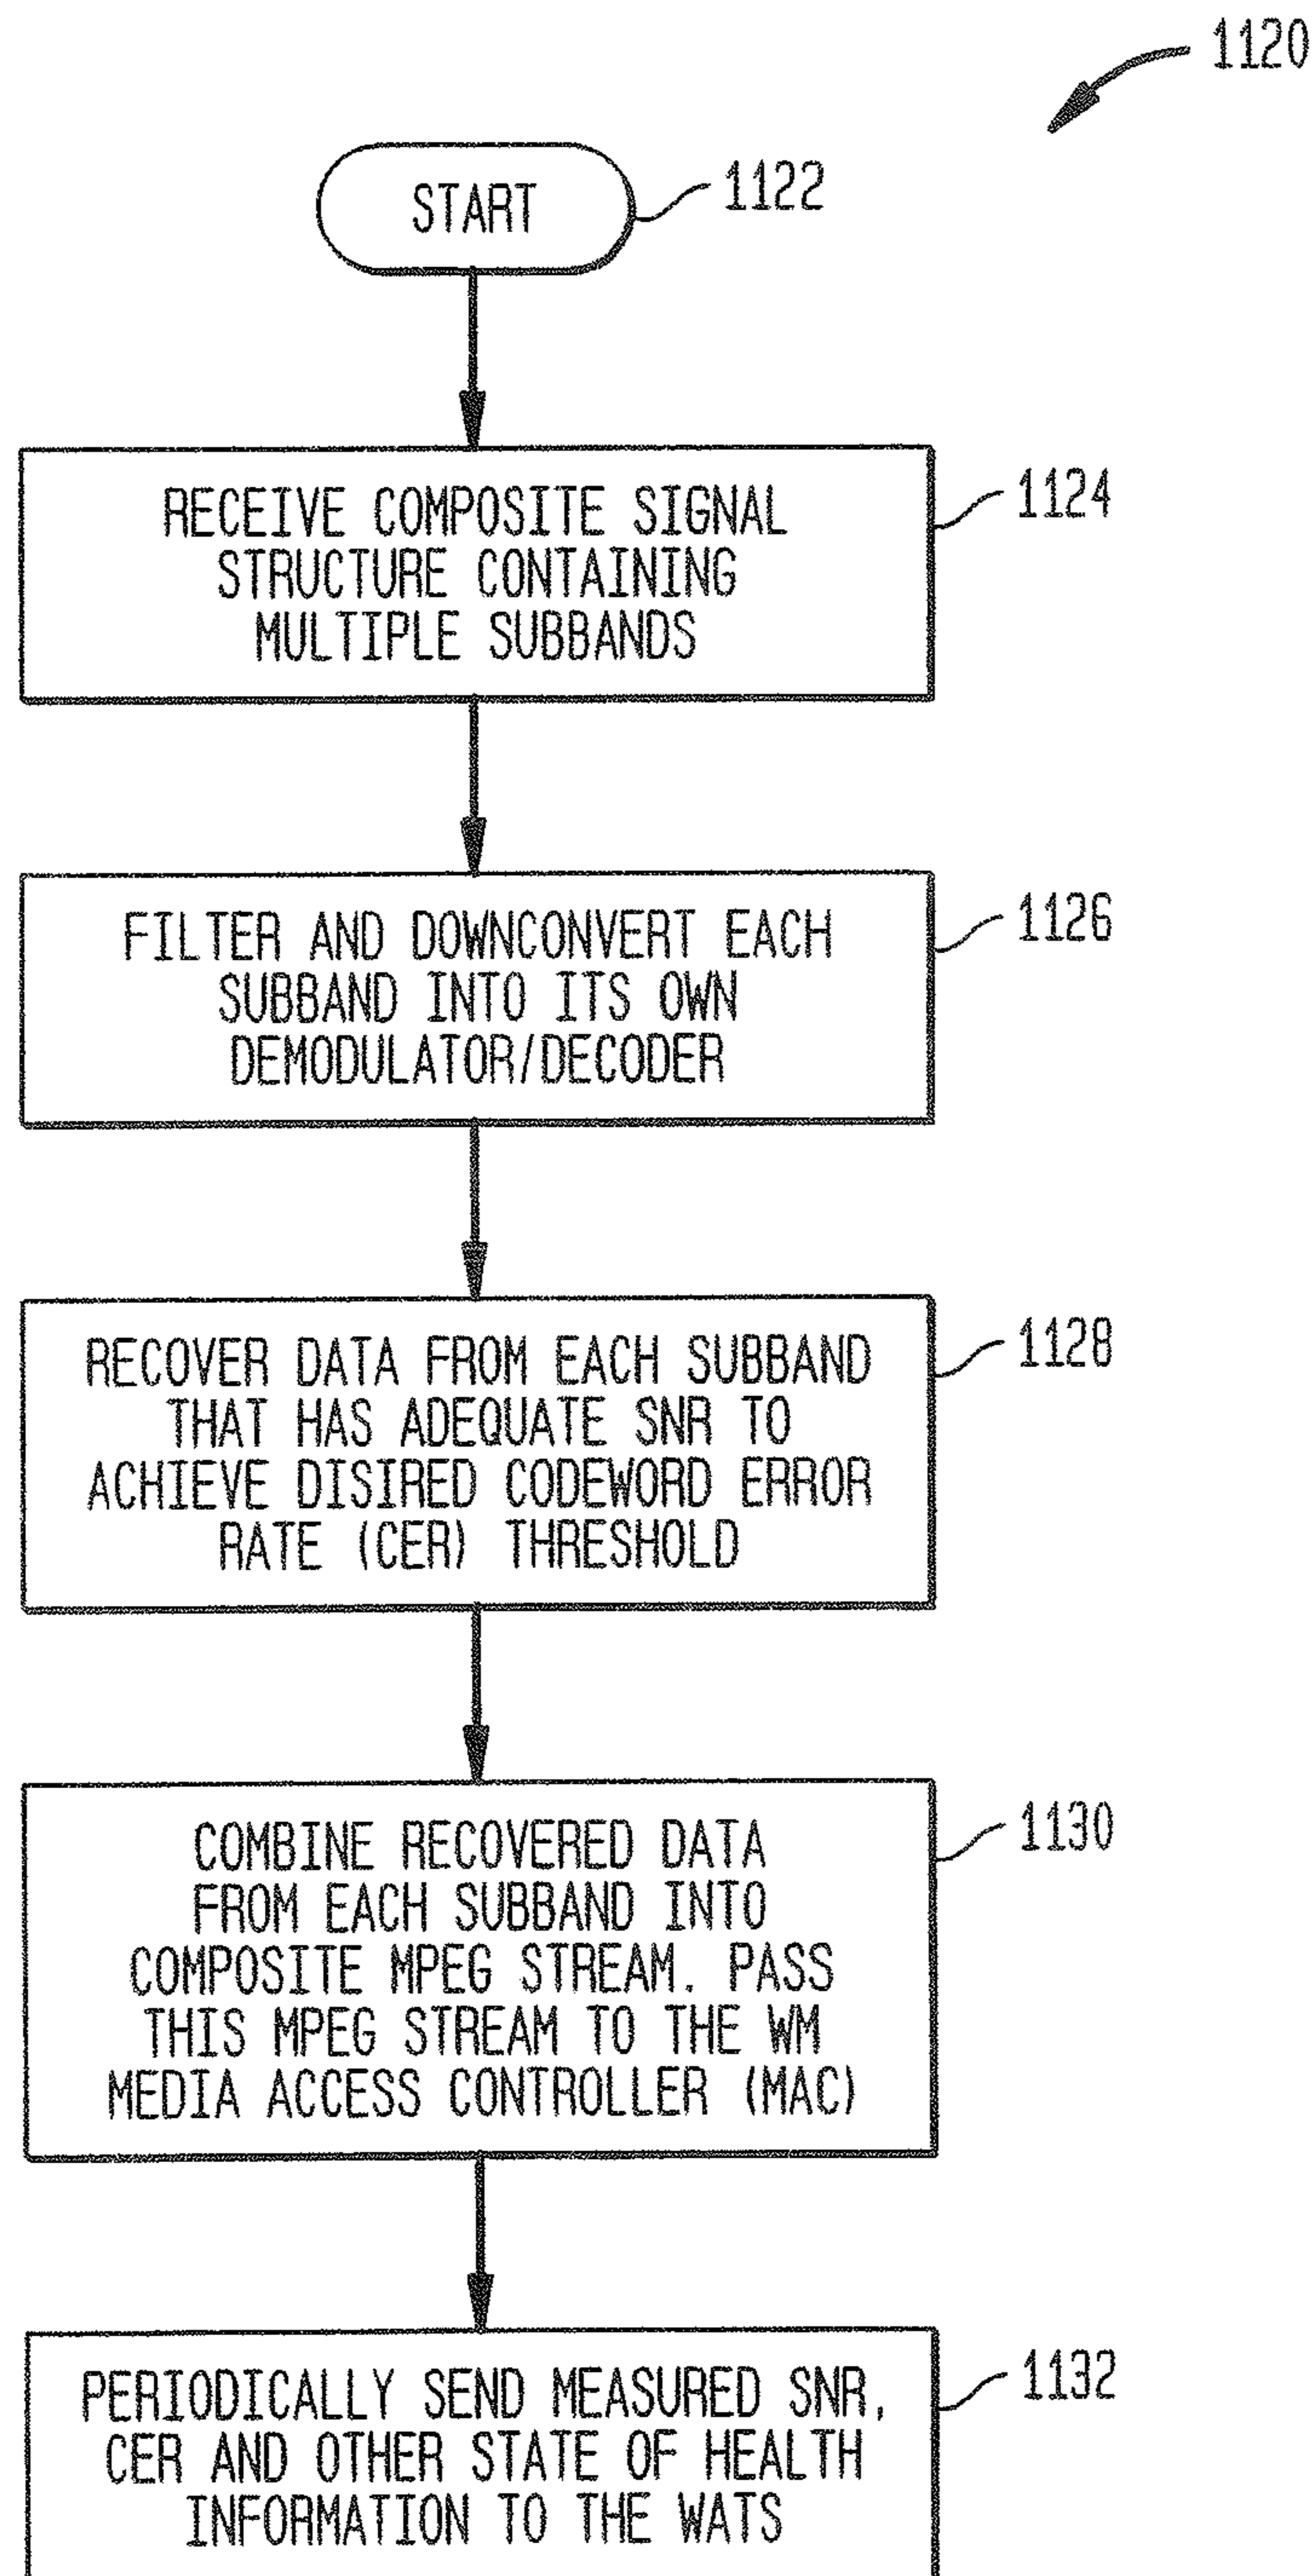 1120
START
1122
RECEIVE COMPOSITE SIGNAL
STRUCTURE CONTAINING
MULTIPLE SUBBANDS
1124
FILTER AND DOWNCONVERT EACH
SUBBAND INTO ITS OWN
DEMODULATOR/DECODER
1126
RECOVER DATA FROM EACH SUBBAND
THAT HAS ADEQUATE SNR TO
ACHIEVE DISIRED CODEWORD ERROR
RATE (CER) THRESHOLD
1128
COMBINE RECOVERED DATA
FROM EACH SUBBAND INTO
COMPOSITE MPEG STREAM. PASS
THIS MPEG STREAM TO THE WM
MEDIA ACCESS CONTROLLER (MAC)
1130
PERIODICALLY SEND MEASURED SNR,
CER AND OTHER STATE OF HEALTH
INFORMATION TO THE WATS
1132